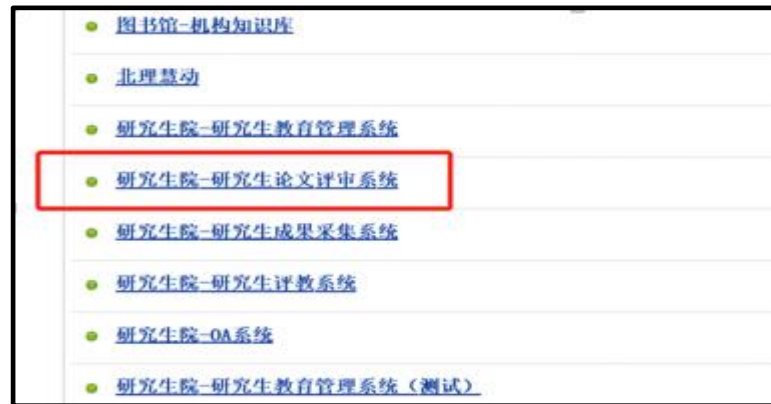 图书馆-机构知识库
北理慧动
研究生院-研究生教育管理系统
研究生院-研究生论文评审系统
研究生院-研究生成果采集系统
研究生院-研究生评教系统
研究生院-OA系统
研究生院-研究生教育管理系统（测试）